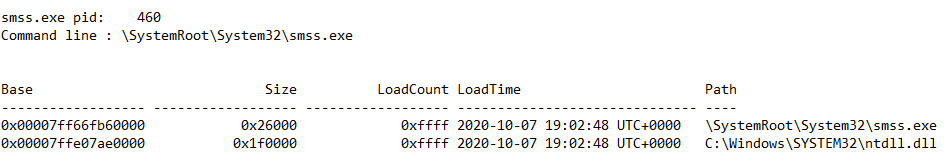 smss.exe pid:    460
Command line : \SystemRoot\System32\smss.exe
Base                             Size          LoadCount LoadTime                       Path
------------------ ------------------ ------------------ ------------------------------ ----
0x00007ff66fb60000            0x26000             0xffff 2020-10-07 19:02:48 UTC+0000   \SystemRoot\System32\smss.exe
0x00007ffe07ae0000           0x1f0000             0xffff 2020-10-07 19:02:48 UTC+0000   C:\Windows\SYSTEM32\ntdll.dll